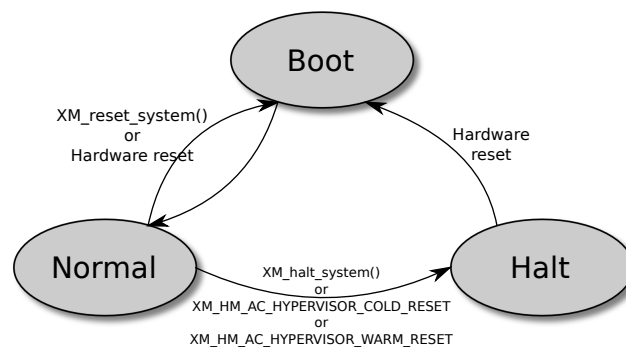 Boot
XM_reset_system()
or
Hardware reset
Hardware
reset
Normal
Halt
XM_halt_system()
or
XM_HM_AC_HYPERVISOR_COLD_RESET
or
XM_HM_AC_HYPERVISOR_WARM_RESET